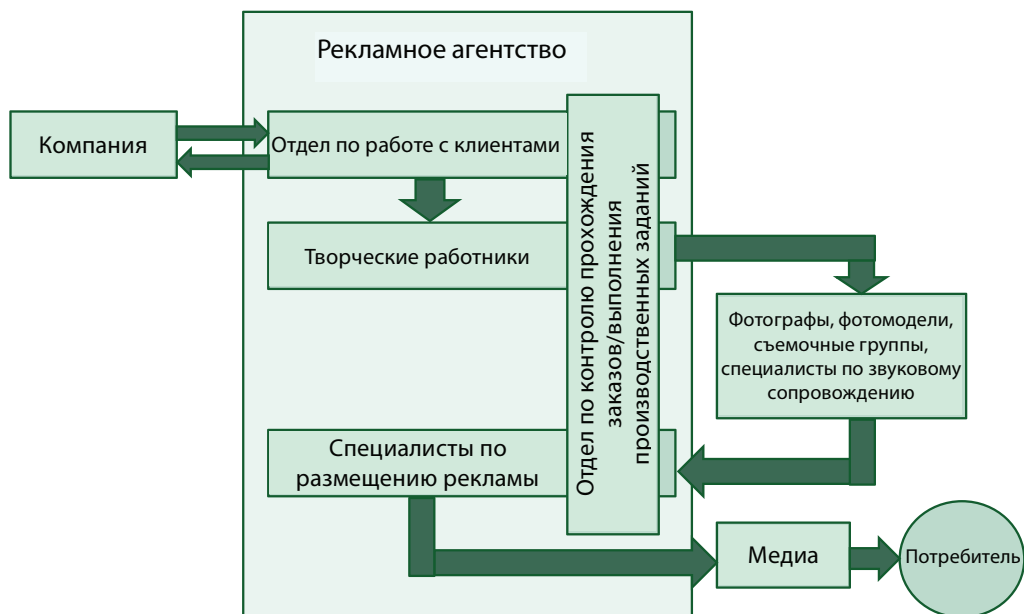 Рекламное агентство
Компания
Отдел по работе с клиентами
Творческие работники
Отдел по контролю прохождения
заказов/выполнения
производственных заданий
Фотографы, фотомодели,
съемочные группы,
специалисты по звуковому
сопровождению
Специалисты по
размещению рекламы
Медиа
Потребитель